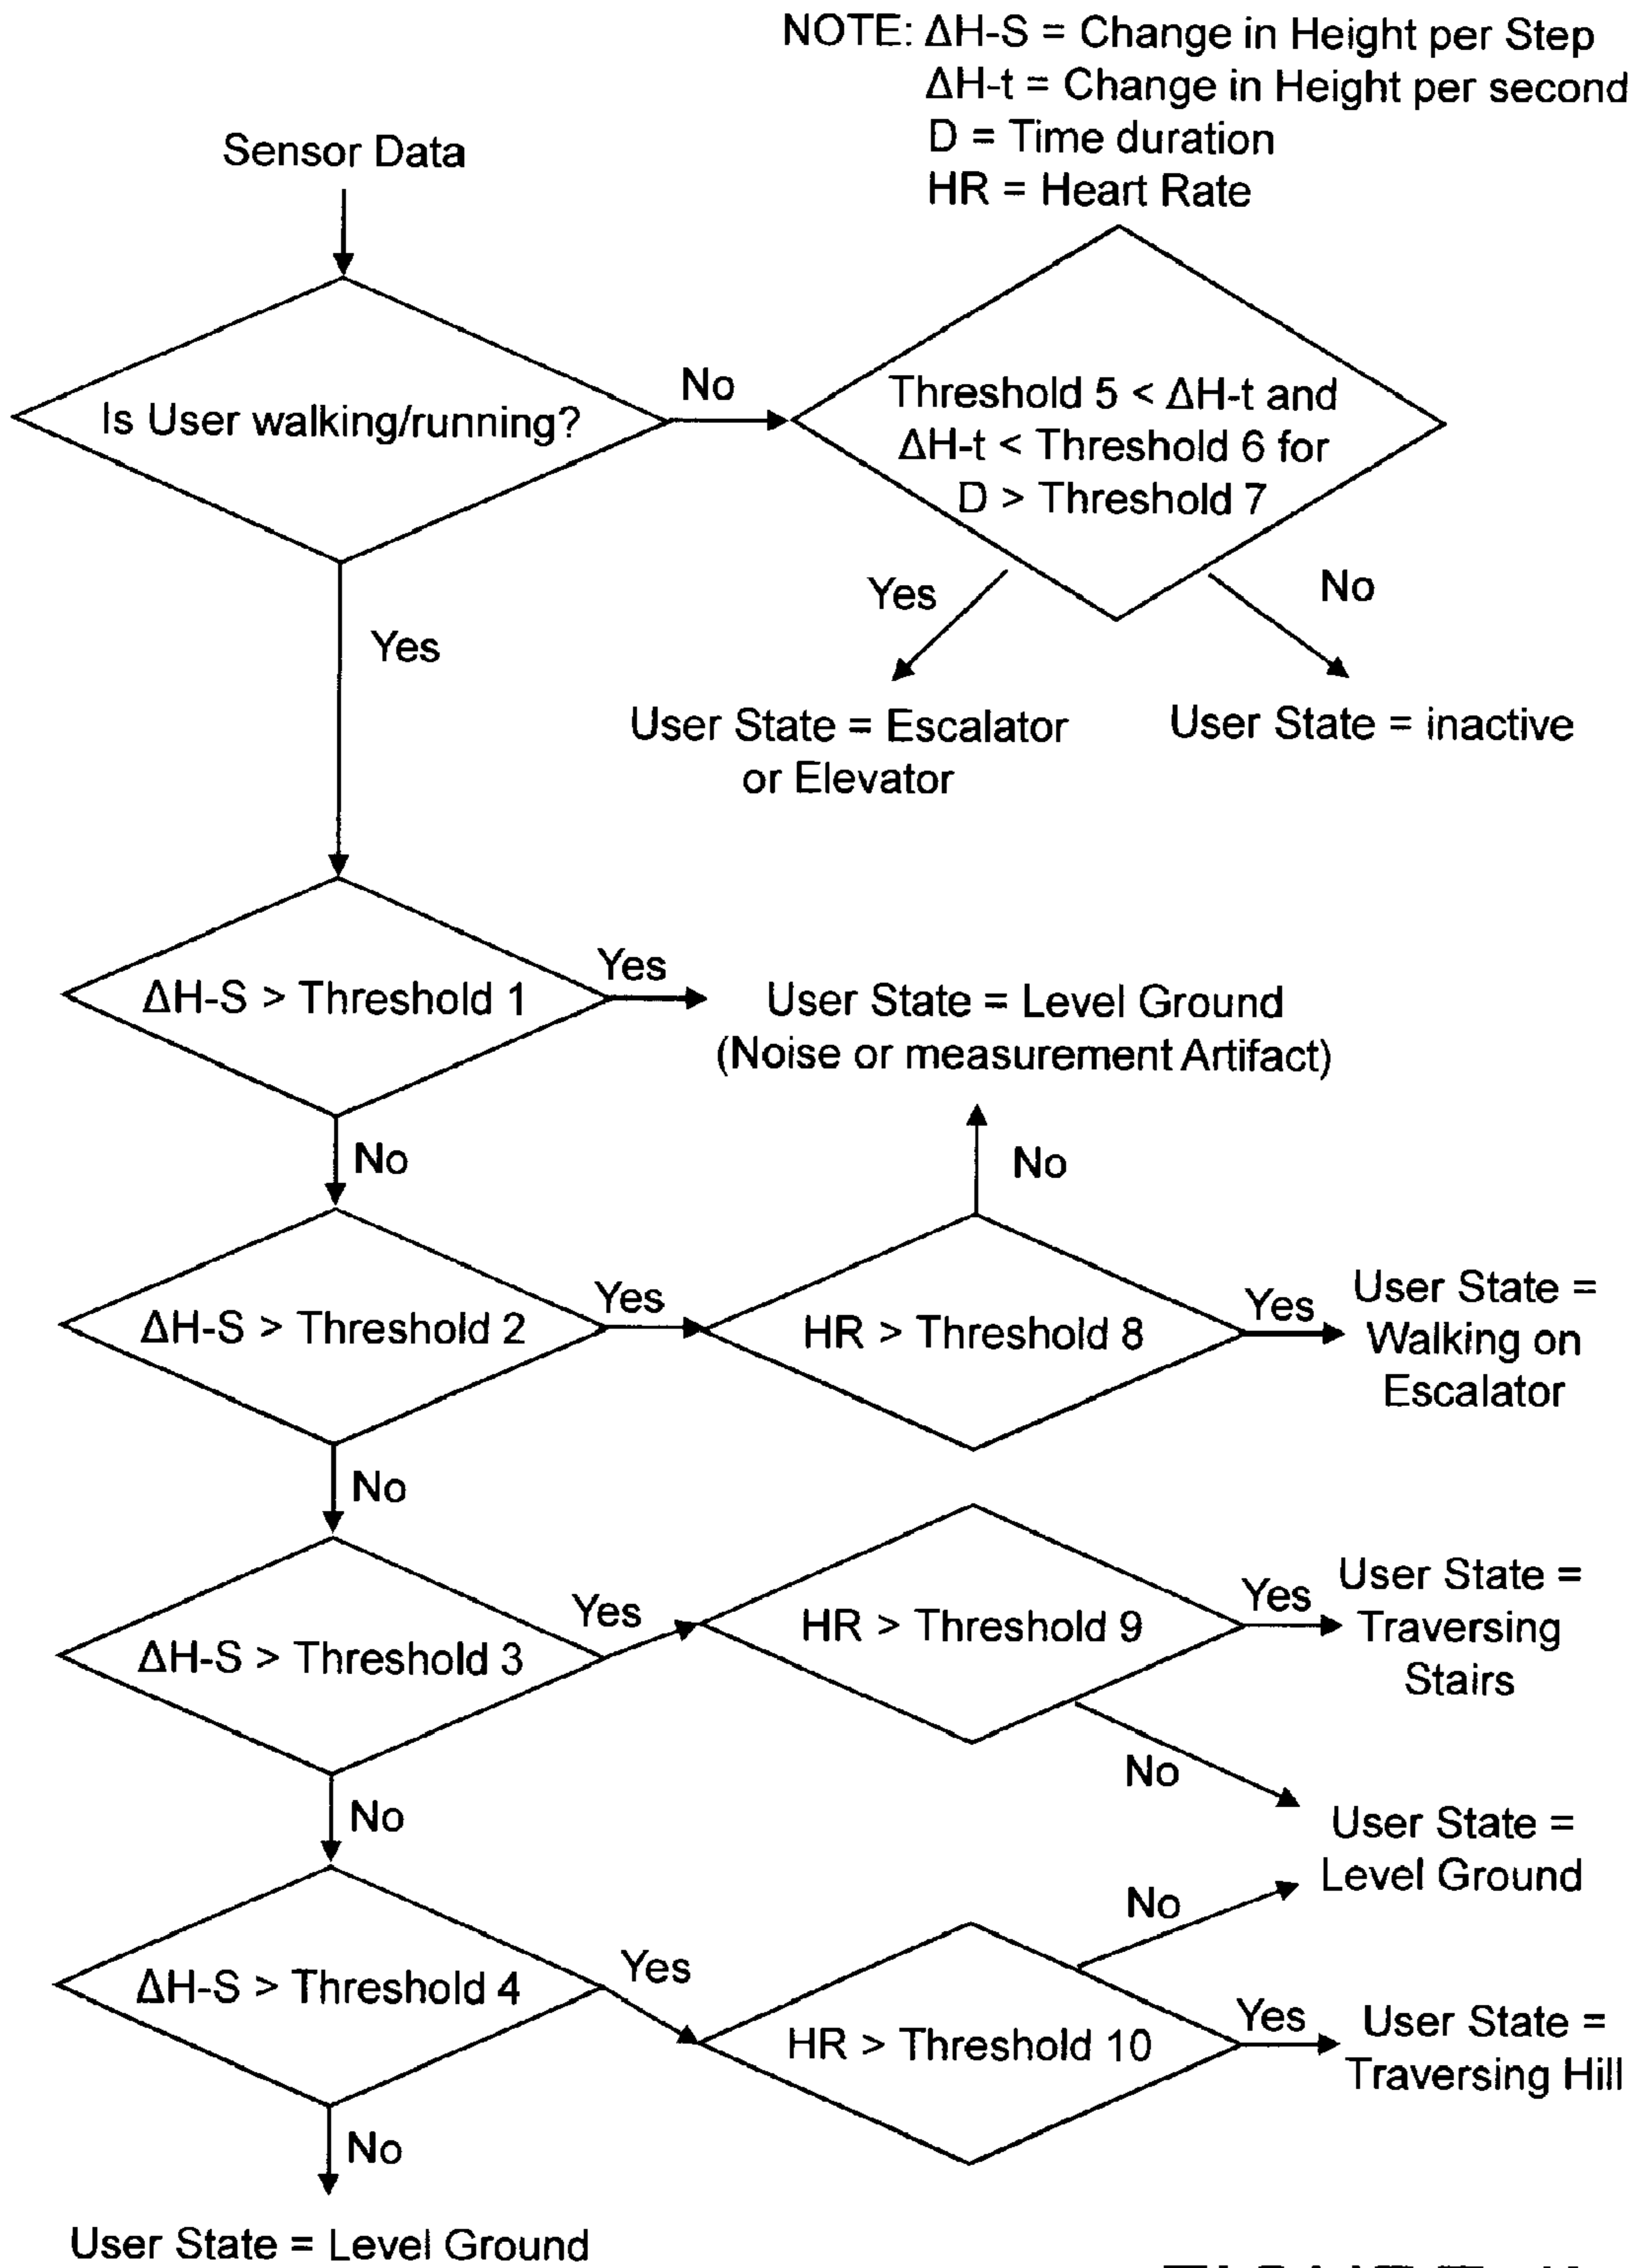 NOTE: ΔH-S = Change in Height per Step
ΔH-t = Change in Height per second
D = Time duration
HR = Heart Rate
Sensor Data
Is User walking/running?
No
Threshold 5 < ΔH-t and
ΔH-t < Threshold 6 for
D > Threshold 7
Yes
No
User State = Escalator
or Elevator
User State = inactive
Yes
ΔH-S > Threshold 1
Yes
User State = Level Ground
(Noise or measurement Artifact)
No
No
ΔH-S > Threshold 2
Yes
HR > Threshold 8
Yes
User State =
Walking on
Escalator
No
ΔH-S > Threshold 3
Yes
HR > Threshold 9
Yes
User State =
Traversing
Stairs
No
No
User State =
Level Ground
No
ΔH-S > Threshold 4
Yes
HR > Threshold 10
Yes
User State =
Traversing Hill
No
User State = Level Ground